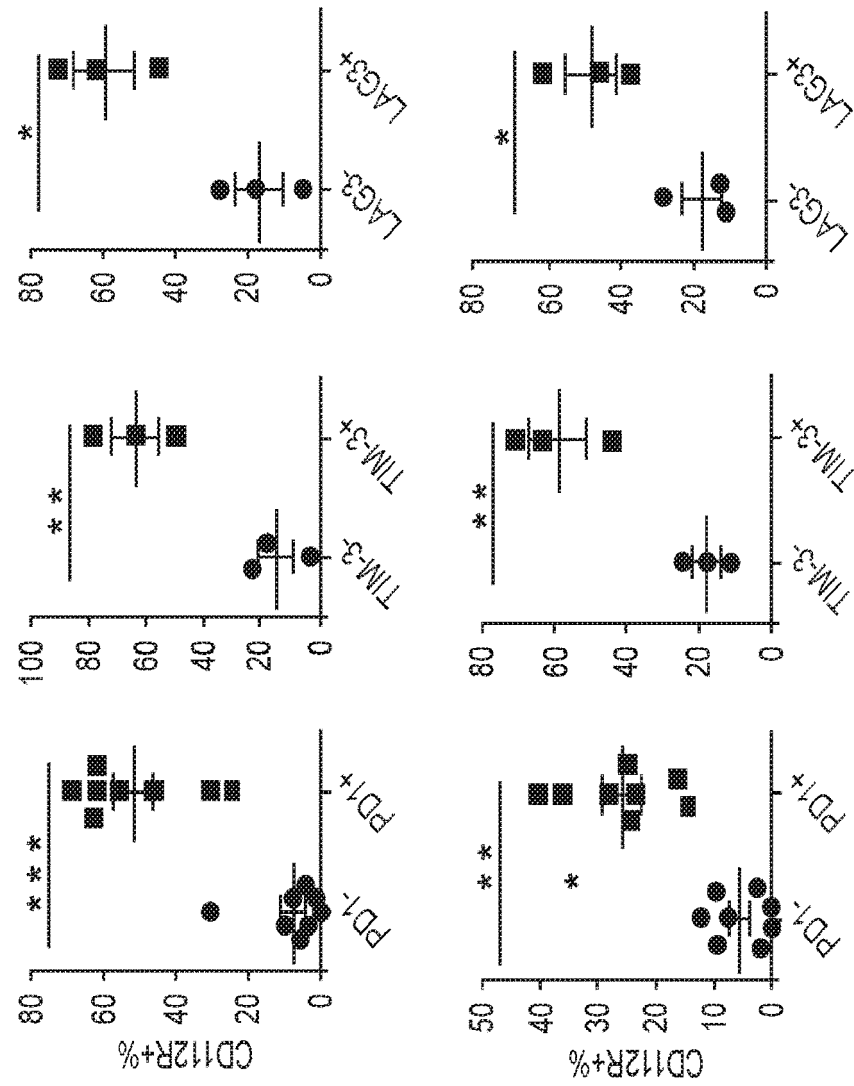 CD112R+%
80
60
40
20
0
* * *
PD1-
PD1+
100
80
60
40
20
0
* *
TIM-3-
TIM-3+
80
60
40
20
0
*
LAG3-
LAG3+
CD112R+%
50
40
30
20
10
0
* *
*
PD1-
PD1+
80
60
40
20
0
* *
TIM-3-
TIM-3+
80
60
40
20
0
*
LAG3-
LAG3+